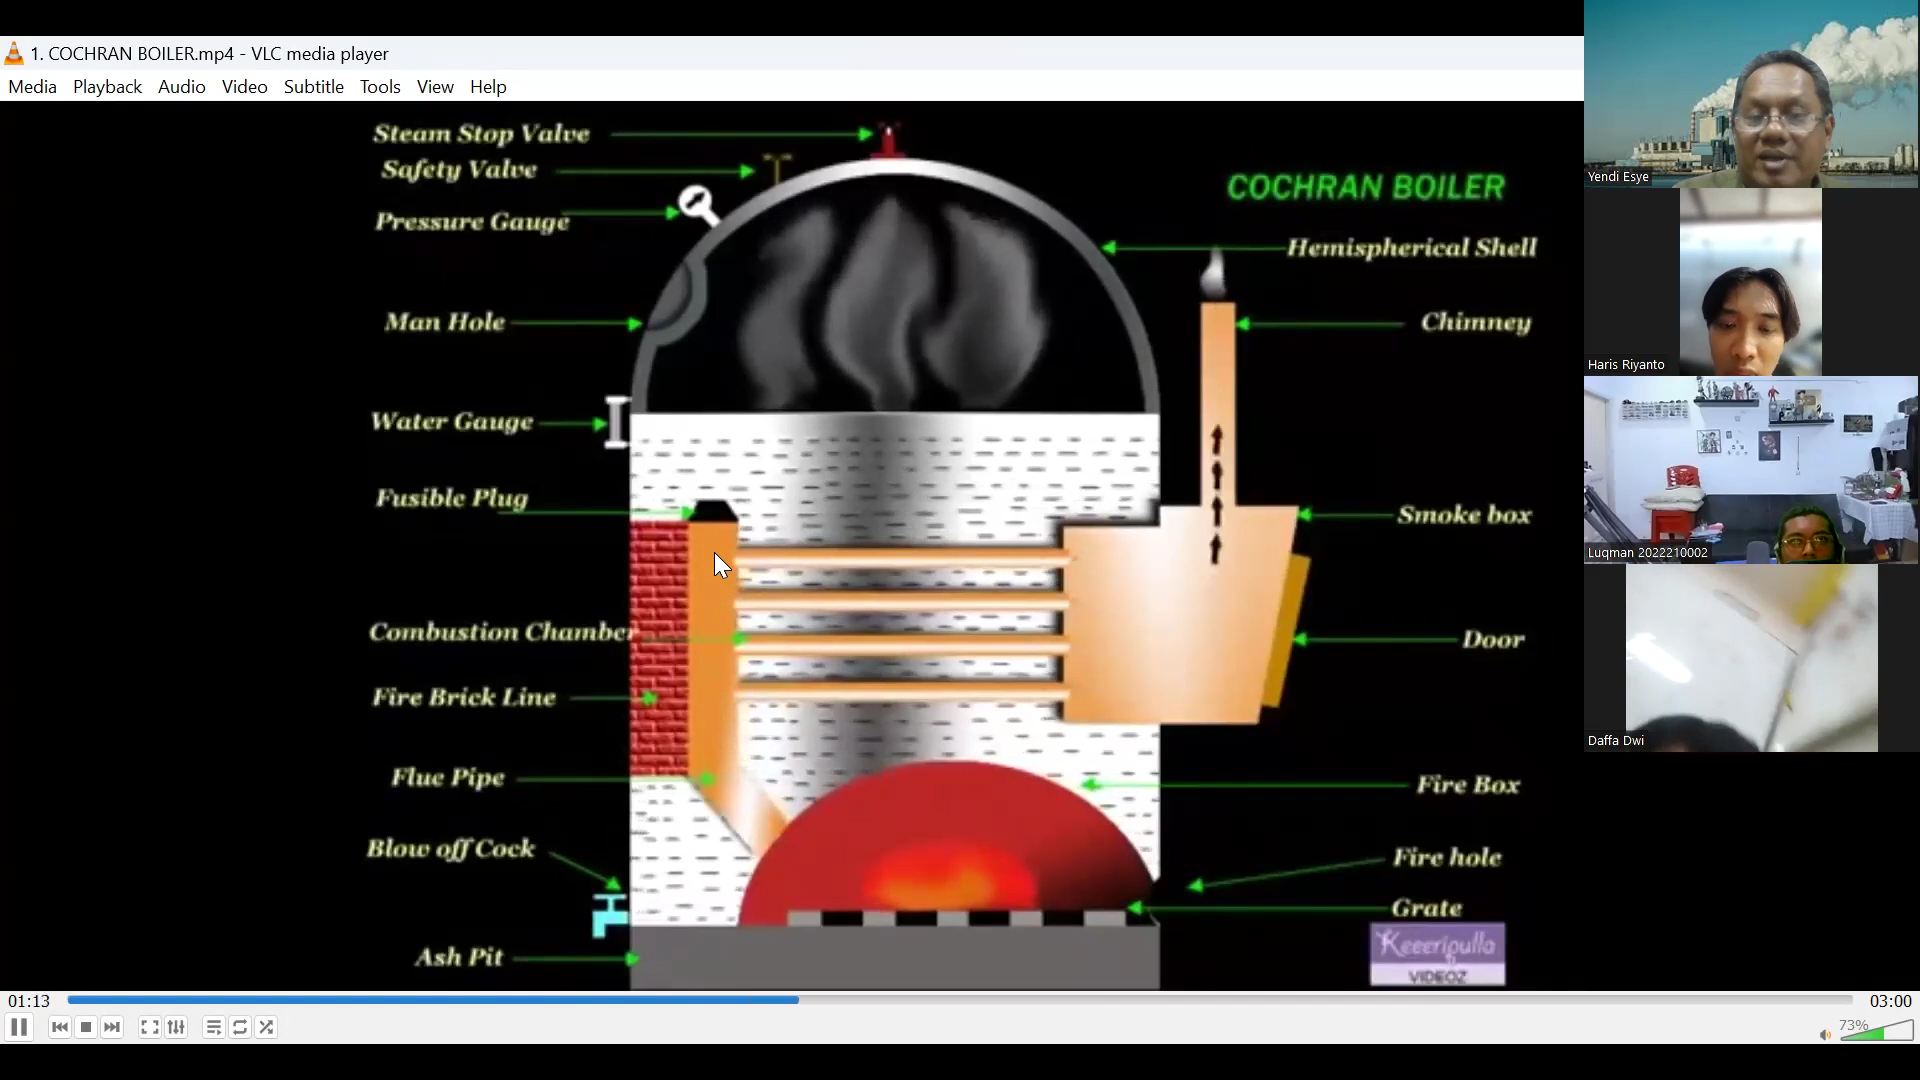 1. COCHRAN BOILER.mp4 - VLC media player
Media Playback Audio Video Subtitle Tools View Help
Steam Stop Valve
Safety Valve
Pressure Gauge
Man Hole
Water Gauge
Fusible Plug
Combustion Chamber
Fire Brick Line
Flue Pipe
Blow off Cock
Ash Pit
COCHRAN BOILER
Hemispherical Shell
Chimney
Smoke box
Door
Fire Box
Fire hole
Grate
Keeeripulla
VIDEOZ
01:13
03:00
73%
Yendi Esye
Haris Riyanto
Luqman 2022210002
Daffa Dwi